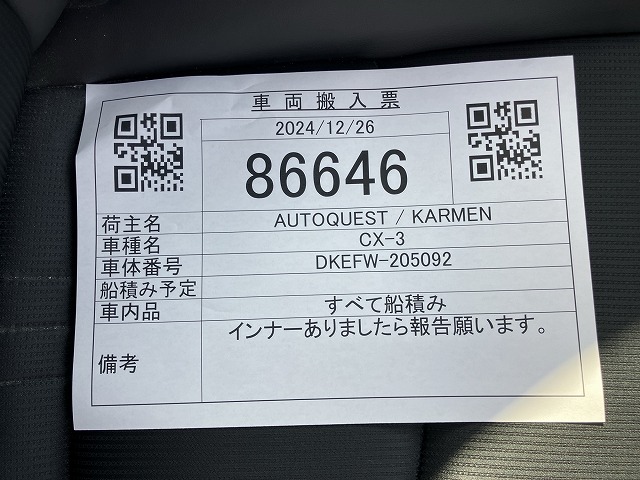 車両搬入票
2024/12/26
86646
荷主名 AUTOQUEST / KARMEN
車種名 CX-3
車体番号 DKEFW-205092
船積み予定
車内品 すべて船積み
備考 インナーありましたら報告願います。